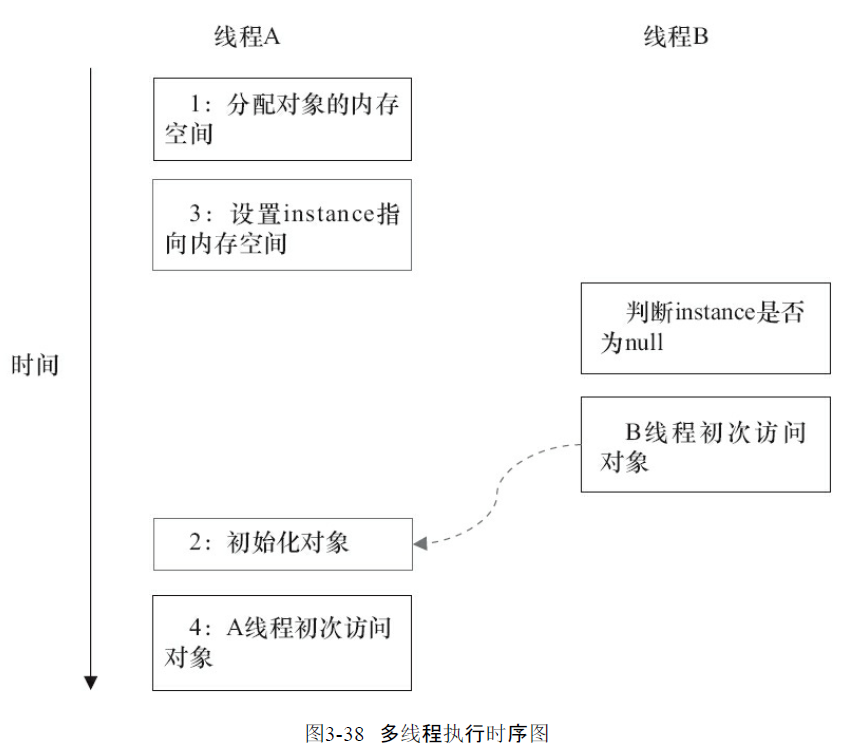 线程A
线程B
1：分配对象的内存
空间
3：设置instance指
向内存空间
判断instance是否
为null
时间
B线程初次访问
对象
2：初始化对象
4：A线程初次访问
对象
图3-38 多线程执行时序图